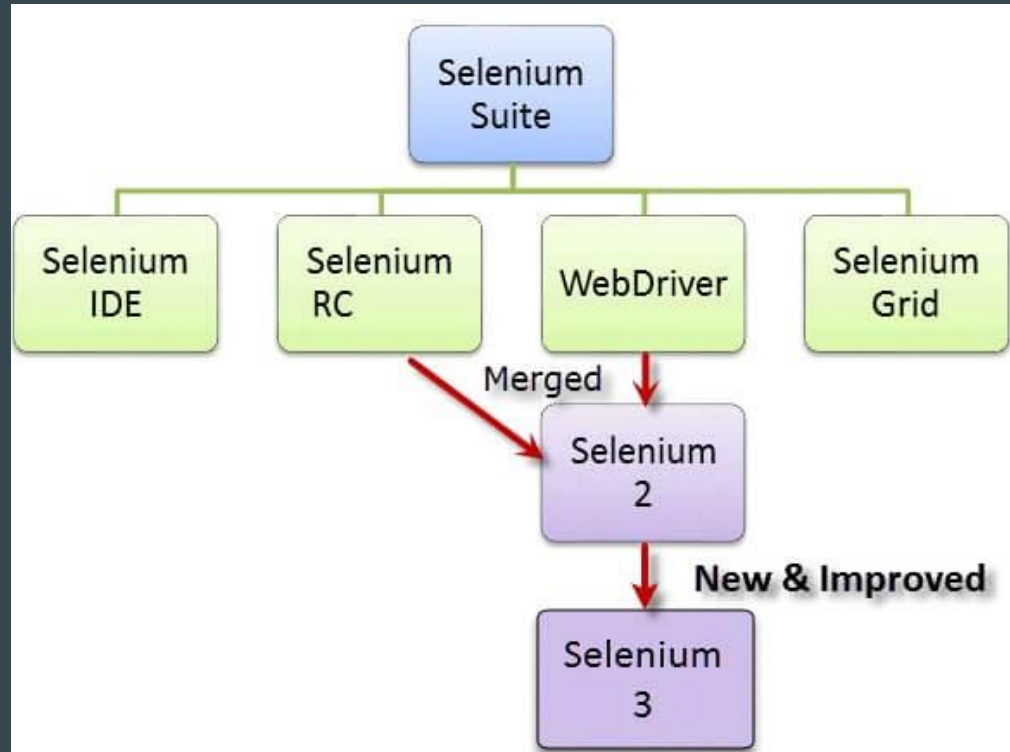 Selenium
Suite
Selenium
IDE
Selenium
RC
WebDriver
Selenium
Grid
Merged
Selenium
2
New & Improved
Selenium
3